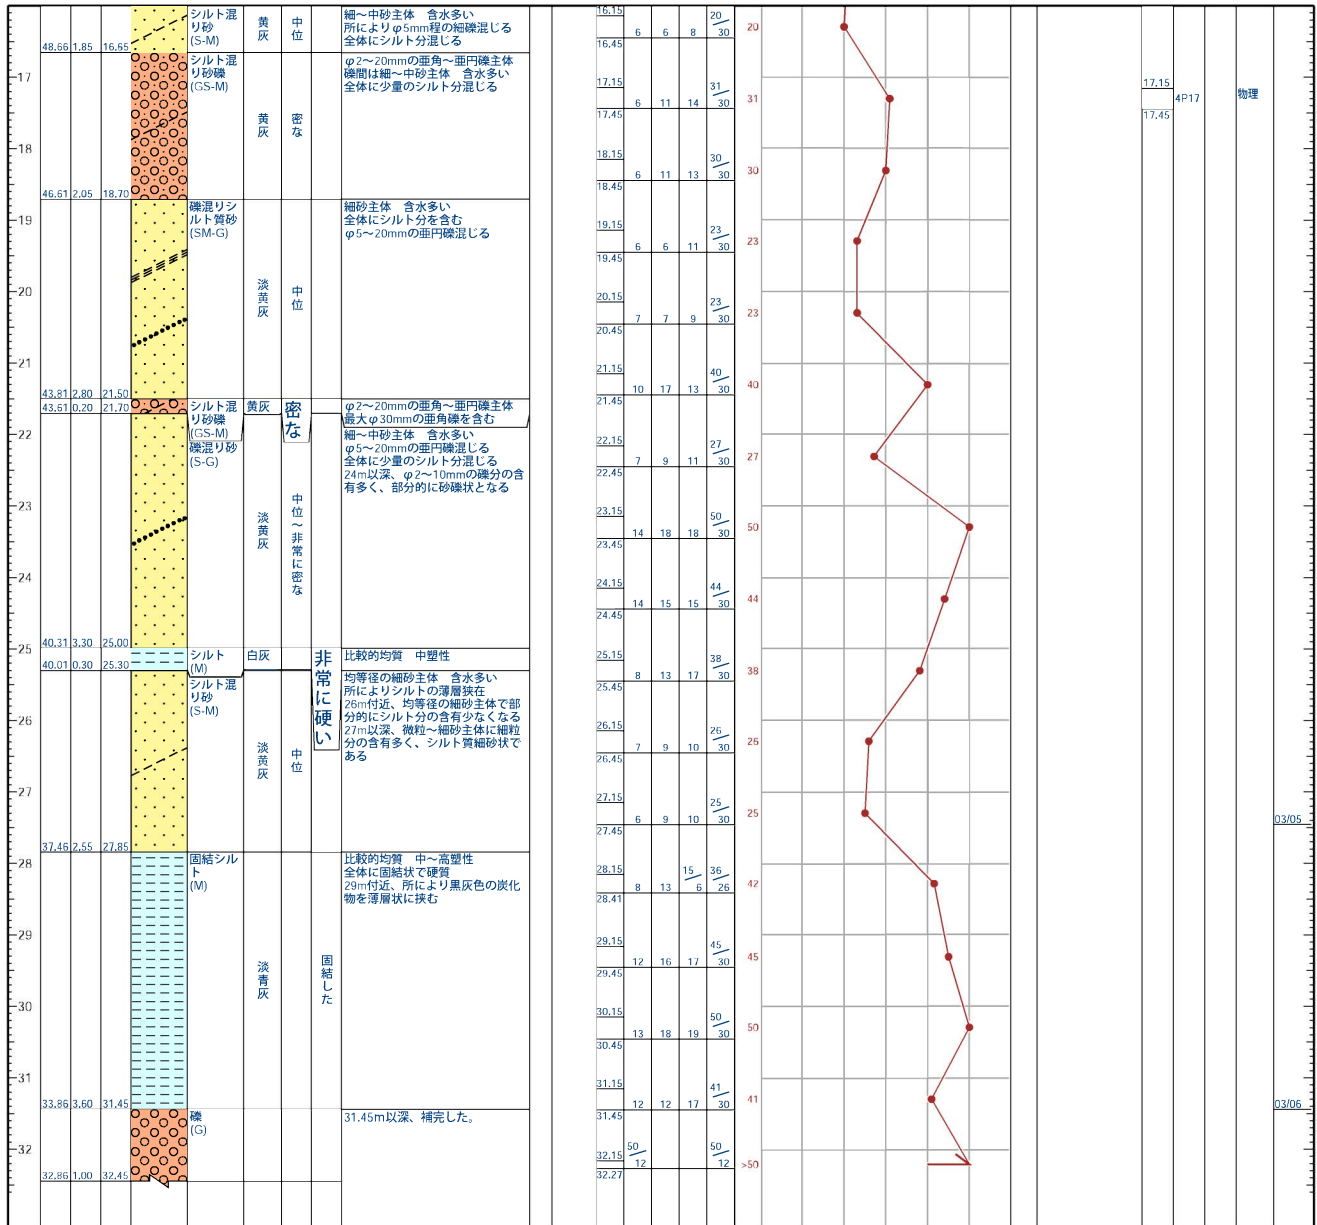 シルト混
り砂
(S-M)
黄
灰
中
位
細〜中砂主体　含水多い
所によりφ5mm程の細礫混じる
全体にシルト分混じる
48.66 1.85 16.65
16.15
6 6 8 20/30
16.45
20
17
シルト混
り砂礫
(GS-M)
黄
灰
密
な
φ2〜20mmの亜角〜亜円礫主体
礫間は細〜中砂主体　含水多い
全体に少量のシルト分混じる
17.15
6 11 14 31/30
17.45
31
17.15
4P17
物理
17.45
18
18.15
6 11 13 30/30
18.45
30
46.61 2.05 18.70
19
礫混りシ
ルト質砂
(SM-G)
淡
黄
灰
中
位
細砂主体　含水多い
全体にシルト分を含む
φ5〜20mmの亜円礫混じる
19.15
6 6 11 23/30
19.45
23
20
20.15
7 7 9 23/30
20.45
23
21
21.15
10 17 13 40/30
21.45
40
43.81 2.80 21.50
43.61 0.20 21.70
シルト混
り砂礫
(GS-M)
黄灰
密
な
φ2〜20mmの亜角〜亜円礫主体
最大φ30mmの亜角礫を含む
22
礫混り砂
(S-G)
淡
黄
灰
中
位
〜
非
常
に
密
な
細〜中砂主体　含水多い
φ5〜20mmの亜円礫混じる
全体に少量のシルト分混じる
24m以深、φ2〜10mmの礫分の含
有多く、部分的に砂礫状となる
22.15
7 9 11 27/30
22.45
27
23
23.15
14 18 18 50/30
23.45
50
24
24.15
14 15 15 44/30
24.45
44
40.31 3.30 25.00
25
シルト
(M)
白灰
非
常
に
硬
い
比較的均質　中塑性
40.01 0.30 25.30
25.15
8 13 17 38/30
25.45
38
シルト混
り砂
(S-M)
淡
黄
灰
中
位
均等径の細砂主体　含水多い
所によりシルトの薄層狭在
26m付近、均等径の細砂主体で部
分的にシルト分の含有少なくなる
27m以深、微粒〜細砂主体に細粒
分の含有多く、シルト質細砂状で
ある
26
26.15
7 9 10 26/30
26.45
26
27
27.15
6 9 10 25/30
27.45
25
03/05
37.46 2.55 27.85
28
固結シル
ト
(M)
淡
青
灰
固
結
し
た
比較的均質　中〜高塑性
全体に固結状で硬質
29m付近、所により黒灰色の炭化
物を薄層状に挟む
28.15
8 13 15/6 36/26
28.41
42
29
29.15
12 16 17 45/30
29.45
45
30
30.15
13 18 19 50/30
30.45
50
31
31.15
12 12 17 41/30
31.45
41
33.86 3.60 31.45
03/06
礫
(G)
31.45m以深、補完した。
32
32.15
50/12 50/12
32.27
>50
32.86 1.00 32.45